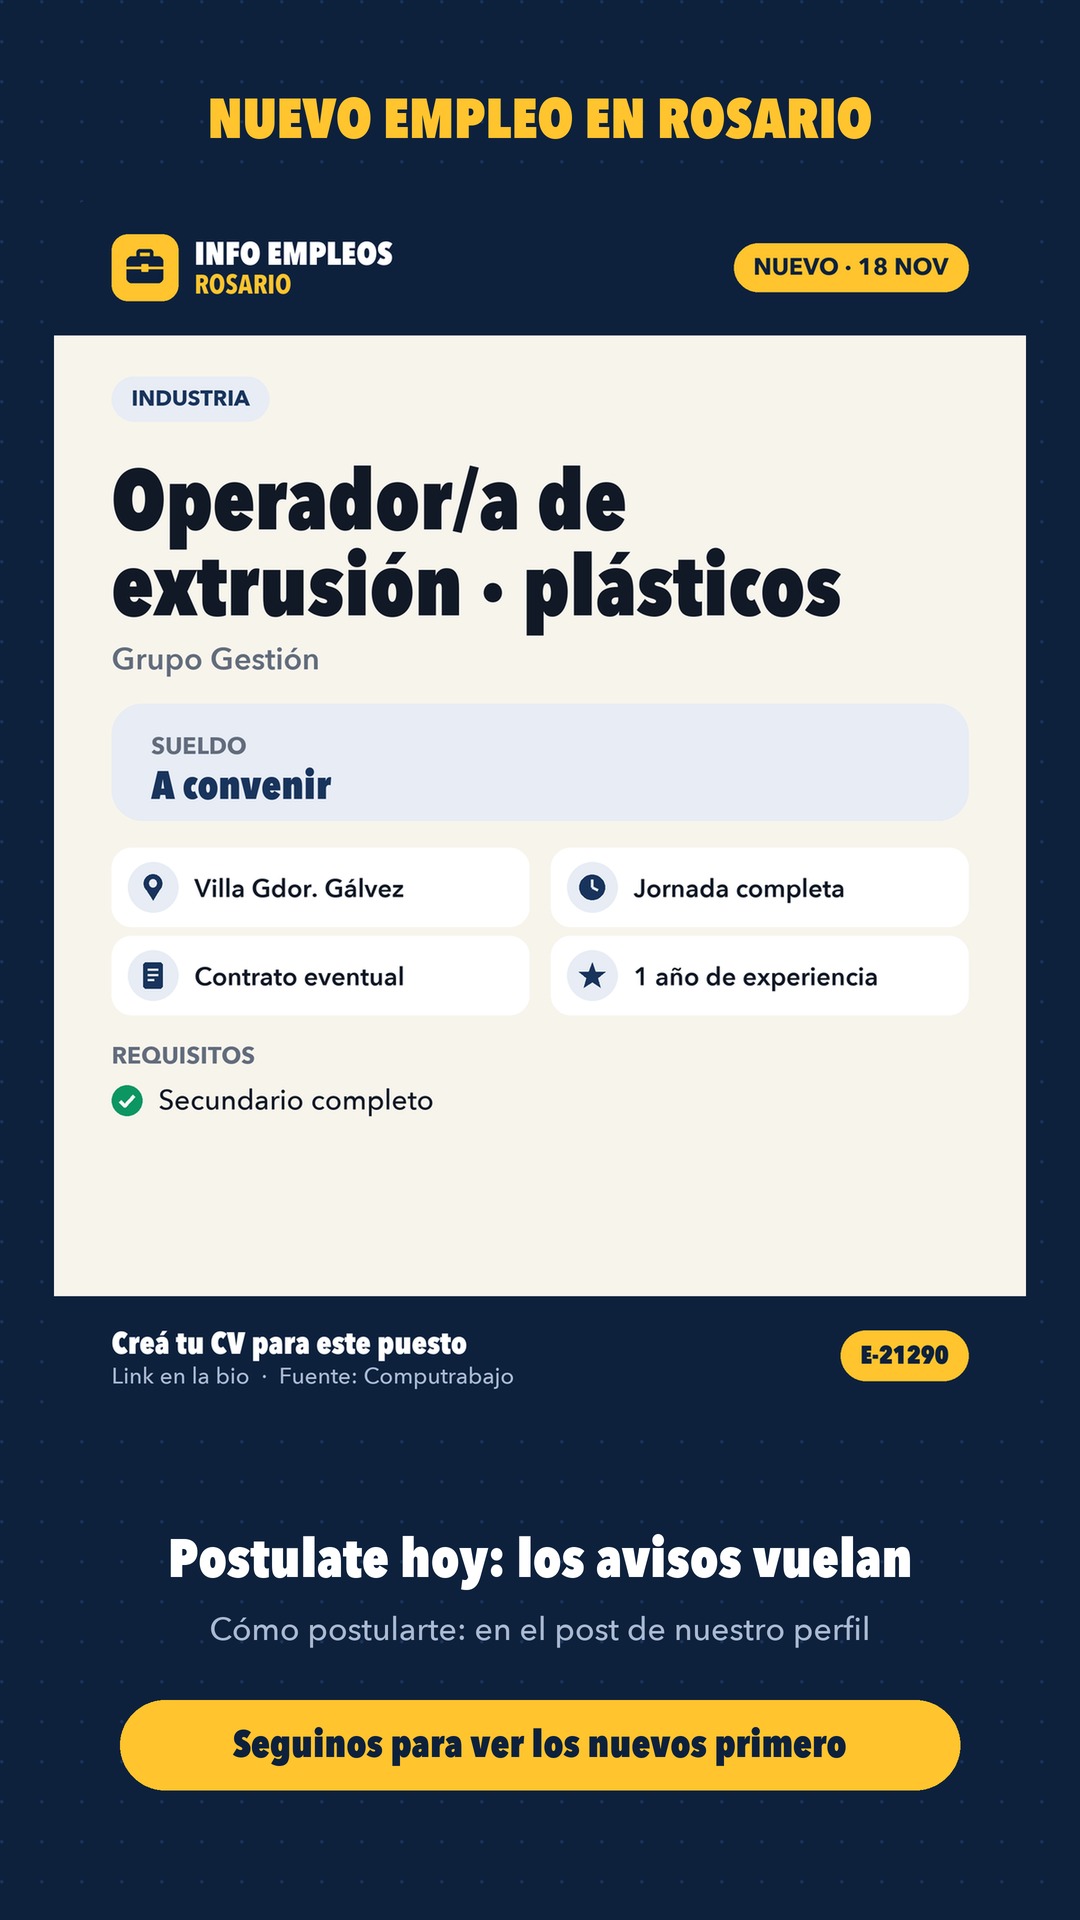 NUEVO EMPLEO EN ROSARIO
INFO EMPLEOS
ROSARIO
NUEVO · 18 NOV
INDUSTRIA
Operador/a de
extrusión · plásticos
Grupo Gestión
SUELDO
A convenir
Villa Gdor. Gálvez
Jornada completa
Contrato eventual
1 año de experiencia
REQUISITOS
Secundario completo
Creá tu CV para este puesto
Link en la bio · Fuente: Computrabajo
E-21290
Postulate hoy: los avisos vuelan
Cómo postularte: en el post de nuestro perfil
Seguinos para ver los nuevos primero